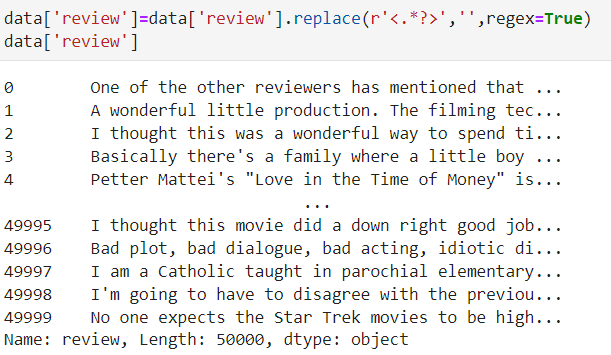 data['review']=data['review'].replace(r'<.*?>','',regex=True)
data['review']
0 One of the other reviewers has mentioned that ...
1 A wonderful little production. The filming tec...
2 I thought this was a wonderful way to spend ti...
3 Basically there's a family where a little boy ...
4 Petter Mattei's "Love in the Time of Money" is...
...
49995 I thought this movie did a down right good job...
49996 Bad plot, bad dialogue, bad acting, idiotic di...
49997 I am a Catholic taught in parochial elementary...
49998 I'm going to have to disagree with the previou...
49999 No one expects the Star Trek movies to be high...
Name: review, Length: 50000, dtype: object